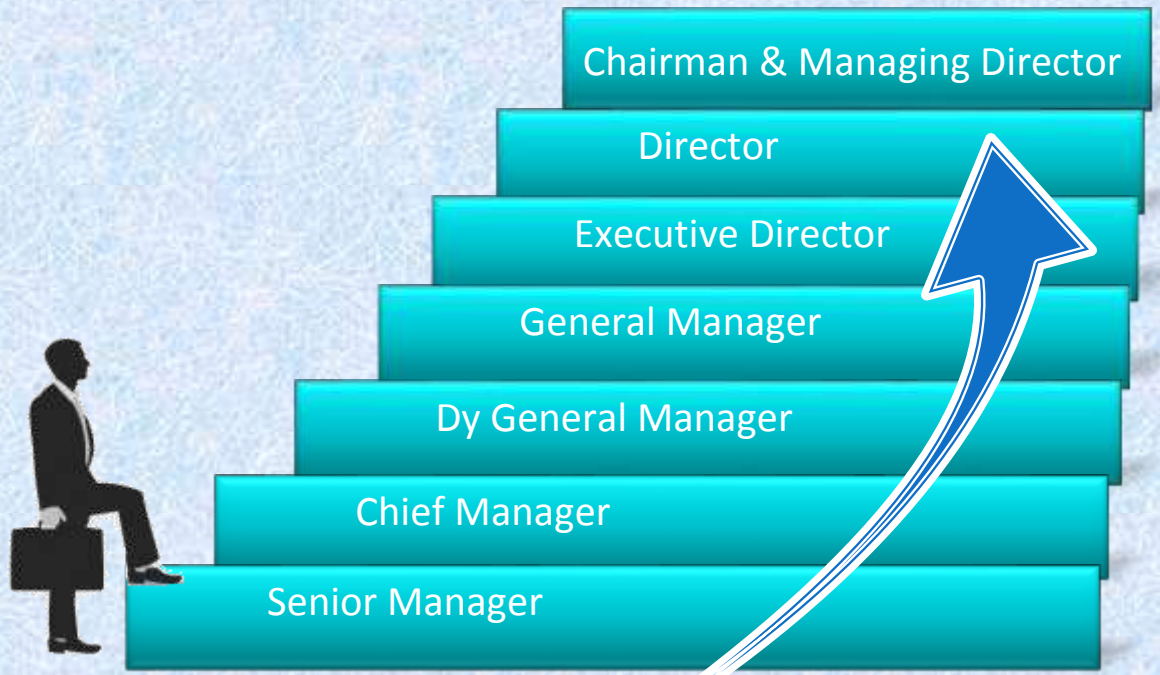 Chairman & Managing Director
Director
Executive Director
General Manager
Dy General Manager
Chief Manager
Senior Manager